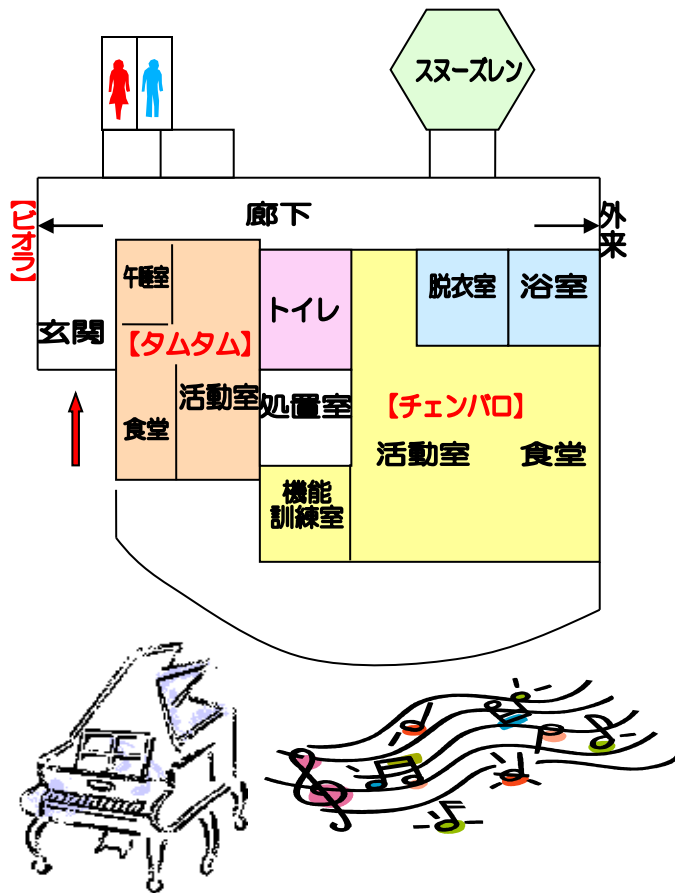 スヌーズレン
【ビオラ】
廊下
外来
午睡室
トイレ
脱衣室
浴室
玄関
【タムタム】
活動室
処置室
【チェンバロ】
食堂
活動室
食堂
機能
訓練室